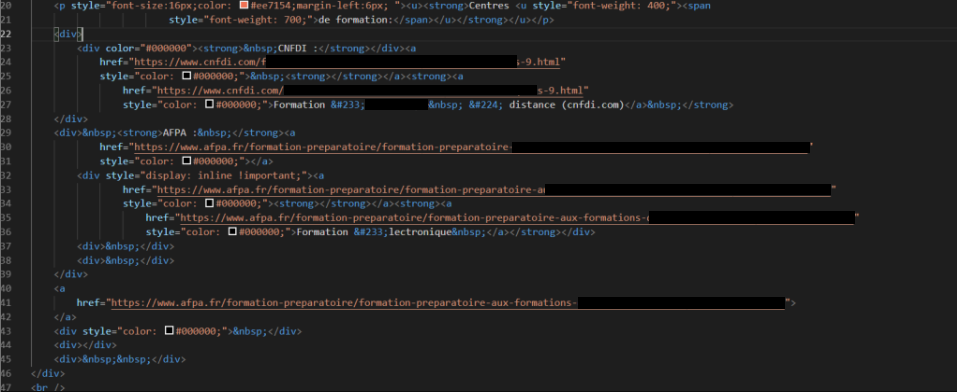 20 <p style="font-size:16px;color: #ee7154;margin-left:6px; "><u><strong>Centres <u style="font-weight: 400;"><span
21 style="font-weight: 700;">de formation:</span></u></strong></u></p>
22 <div>
23 <div color="#000000"><strong>&nbsp;CNFDI :</strong></div><a
24 href="https://www.cnfdi.com/f s-9.html"
25 style="color: #000000;">&nbsp;<strong></strong></a><strong><a
26 href="https://www.cnfdi.com/ s-9.html"
27 style="color: #000000;">Formation &#233; &nbsp; &#224; distance (cnfdi.com)</a>&nbsp;</strong>
28 </div>
29 <div>&nbsp;<strong>AFPA :&nbsp;</strong><a
30 href="https://www.afpa.fr/formation-preparatoire/formation-preparatoire- "
31 style="color: #000000;"></a>
32 <div style="display: inline !important;"><a
33 href="https://www.afpa.fr/formation-preparatoire/formation-preparatoire-au "
34 style="color: #000000;"><strong></strong></a><strong><a
35 href="https://www.afpa.fr/formation-preparatoire/formation-preparatoire-aux-formations- "
36 style="color: #000000;">Formation &#233;lectronique&nbsp;</a></strong></div>
37 <div>&nbsp;</div>
38 <div>&nbsp;</div>
39 </div>
40 <a
41 href="https://www.afpa.fr/formation-preparatoire/formation-preparatoire-aux-formations- ">
42 </a>
43 <div style="color: #000000;">&nbsp;</div>
44 <div></div>
45 <div>&nbsp;&nbsp;</div>
46 </div>
47 <br />